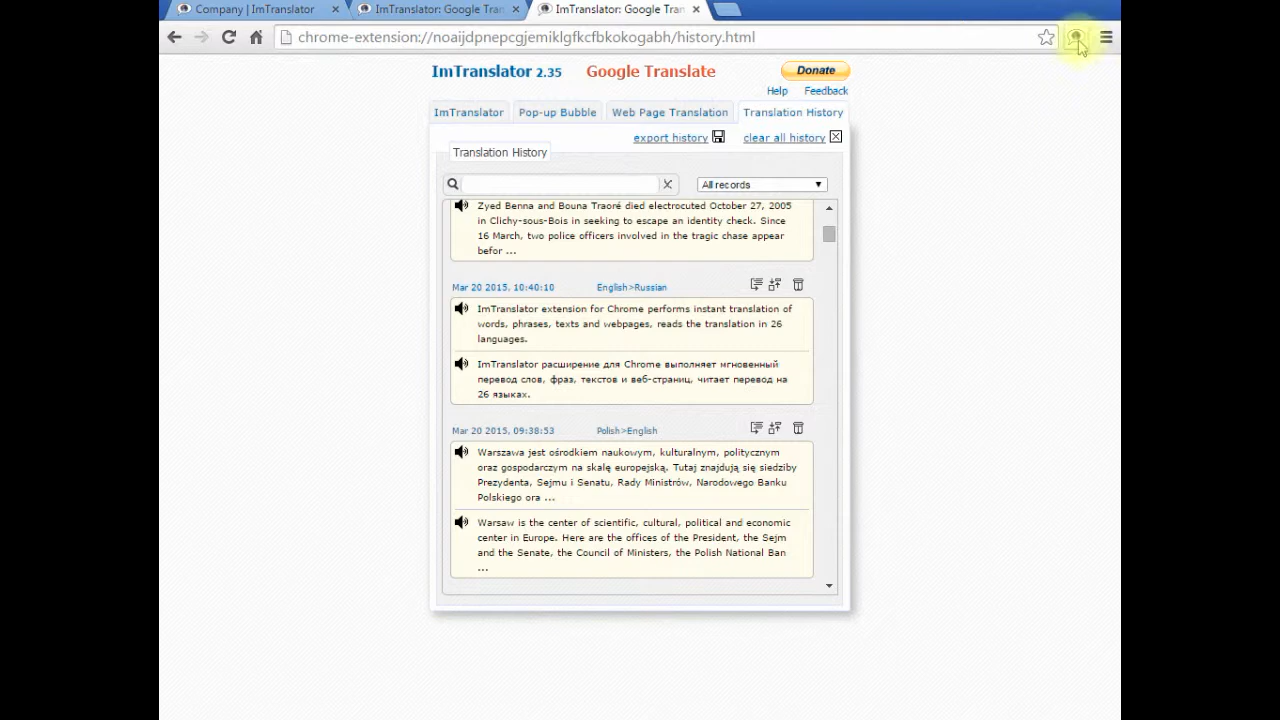 Company | ImTranslator
ImTranslator: Google Tran
ImTranslator: Google Tran
chrome-extension://noaijdpnepcgjemiklgfkcfbkokogabh/history.html
ImTranslator 2.35
Google Translate
Donate
Help
Feedback
ImTranslator
Pop-up Bubble
Web Page Translation
Translation History
export history
clear all history
Translation History
All records
Zyed Benna and Bouna Traoré died electrocuted October 27, 2005
in Clichy-sous-Bois in seeking to escape an identity check. Since
16 March, two police officers involved in the tragic chase appear
befor ...
Mar 20 2015, 10:40:10
English>Russian
ImTranslator extension for Chrome performs instant translation of
words, phrases, texts and webpages, reads the translation in 26
languages.
ImTranslator расширение для Chrome выполняет мгновенный
перевод слов, фраз, текстов и веб-страниц, читает перевод на
26 языках.
Mar 20 2015, 09:38:53
Polish>English
Warszawa jest ośrodkiem naukowym, kulturalnym, politycznym
oraz gospodarczym na skalę europejską. Tutaj znajdują się siedziby
Prezydenta, Sejmu i Senatu, Rady Ministrów, Narodowego Banku
Polskiego ora ...
Warsaw is the center of scientific, cultural, political and economic
center in Europe. Here are the offices of the President, the Sejm
and the Senate, the Council of Ministers, the Polish National Ban
...